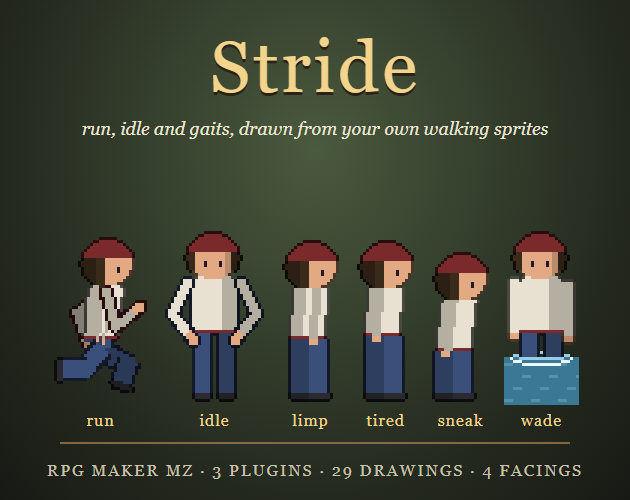 Stride
run, idle and gaits, drawn from your own walking sprites
run idle limp tired sneak wade
RPG MAKER MZ · 3 PLUGINS · 29 DRAWINGS · 4 FACINGS